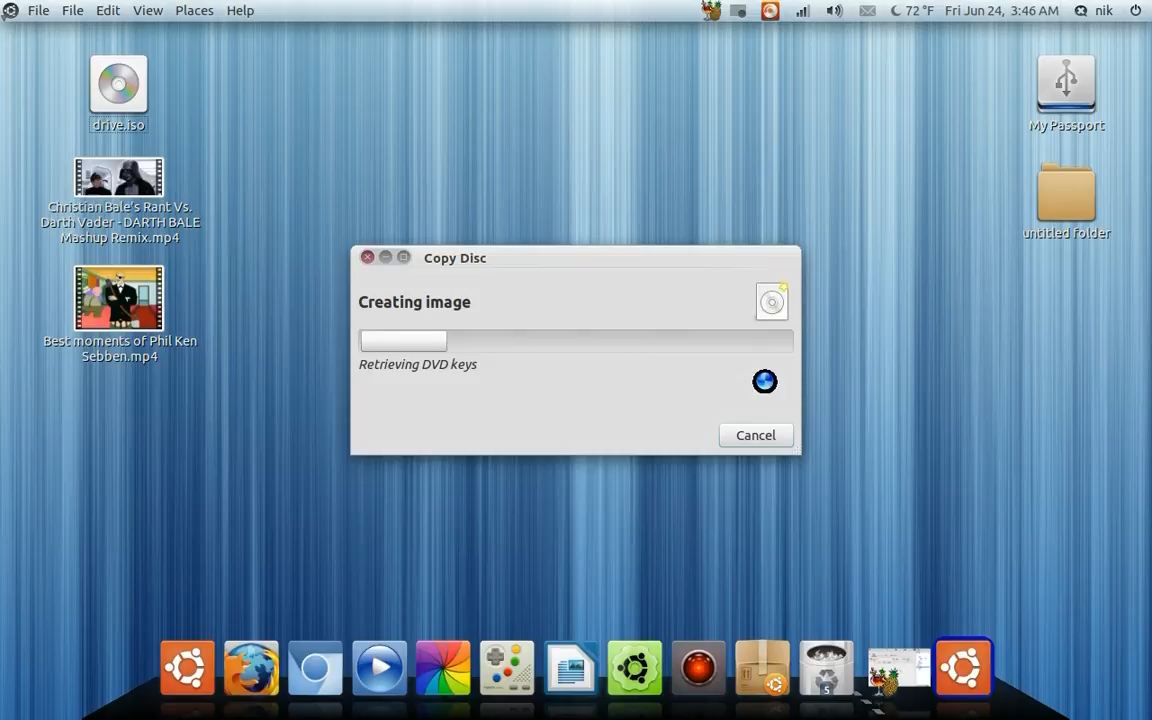 File File Edit View Places Help
72 °F Fri Jun 24, 3:46 AM nik
drive.iso
Christian Bale's Rant Vs.
Darth Vader - DARTH BALE
Mashup Remix.mp4
Best moments of Phil Ken
Sebben.mp4
My Passport
untitled folder
Copy Disc
Creating image
Retrieving DVD keys
Cancel
5